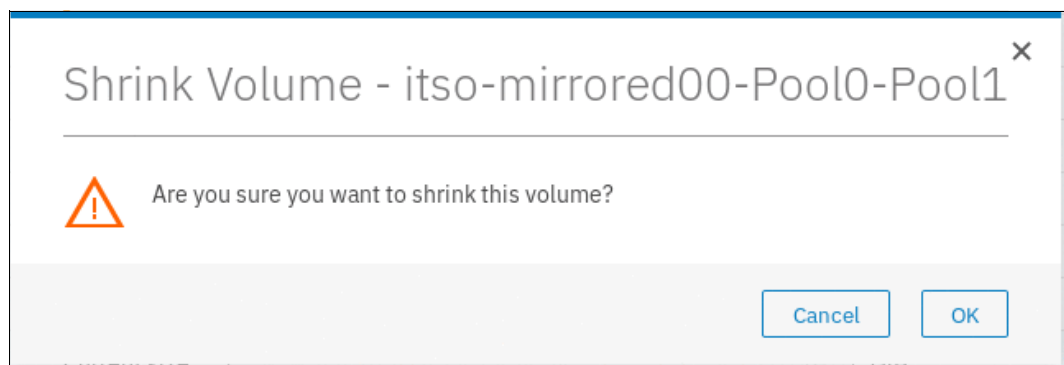 Shrink Volume - itso-mirrored00-Pool0-Pool1
Are you sure you want to shrink this volume?
Cancel OK